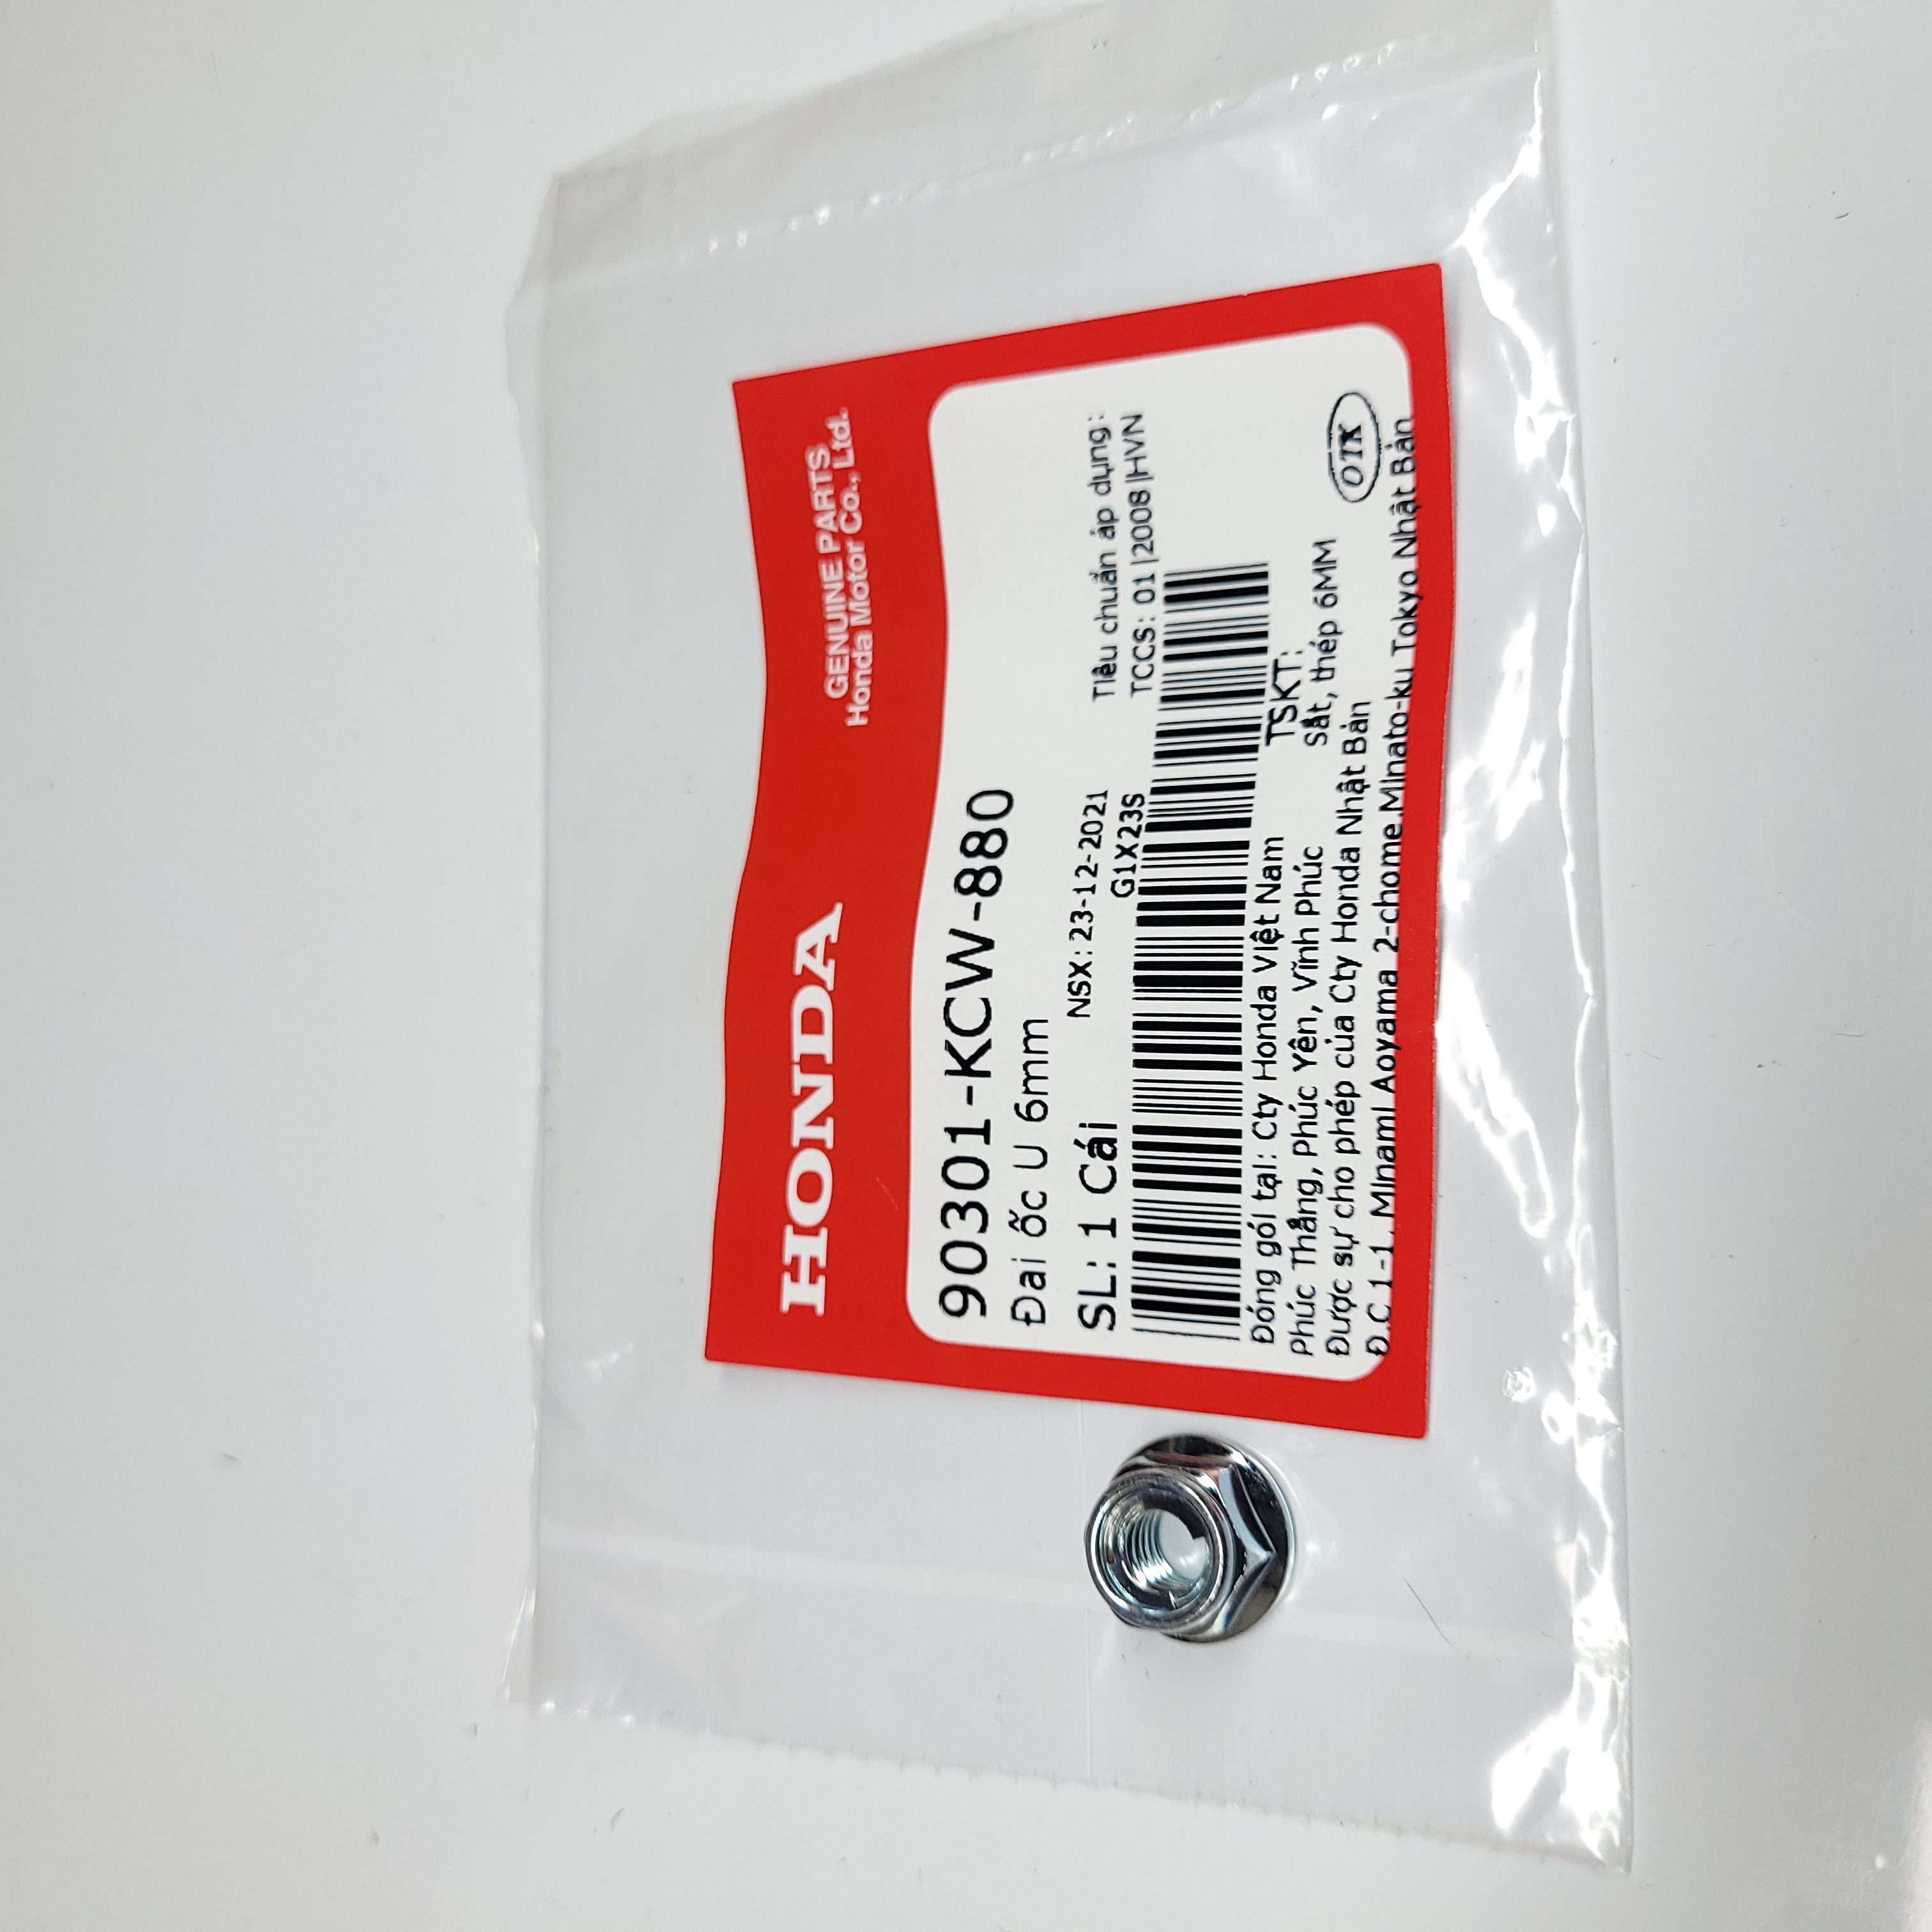 HONDA
GENUINE PARTS
Honda Motor Co., Ltd.
90301-KCW-880
Đai ốc U 6mm
SL: 1 Cái
NSX: 23-12-2021
G1X23S
Tiêu chuẩn áp dụng:
TCCS: 01|2008|HVN
Đóng gói tại: Cty Honda Việt Nam
Phúc Thắng, Phúc Yên, Vĩnh Phúc
Được sự cho phép của Cty Honda Nhật Bản
Đ.C 1-1, Minami Aoyama 2-chome,Minato-ku Tokyo Nhật Bản
TSKT:
Sắt, thép 6MM
OTK